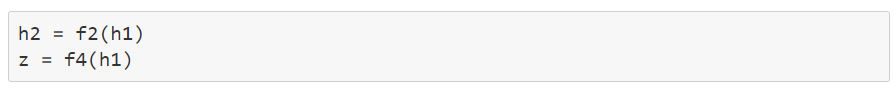 h2 = f2(h1)
z = f4(h1)